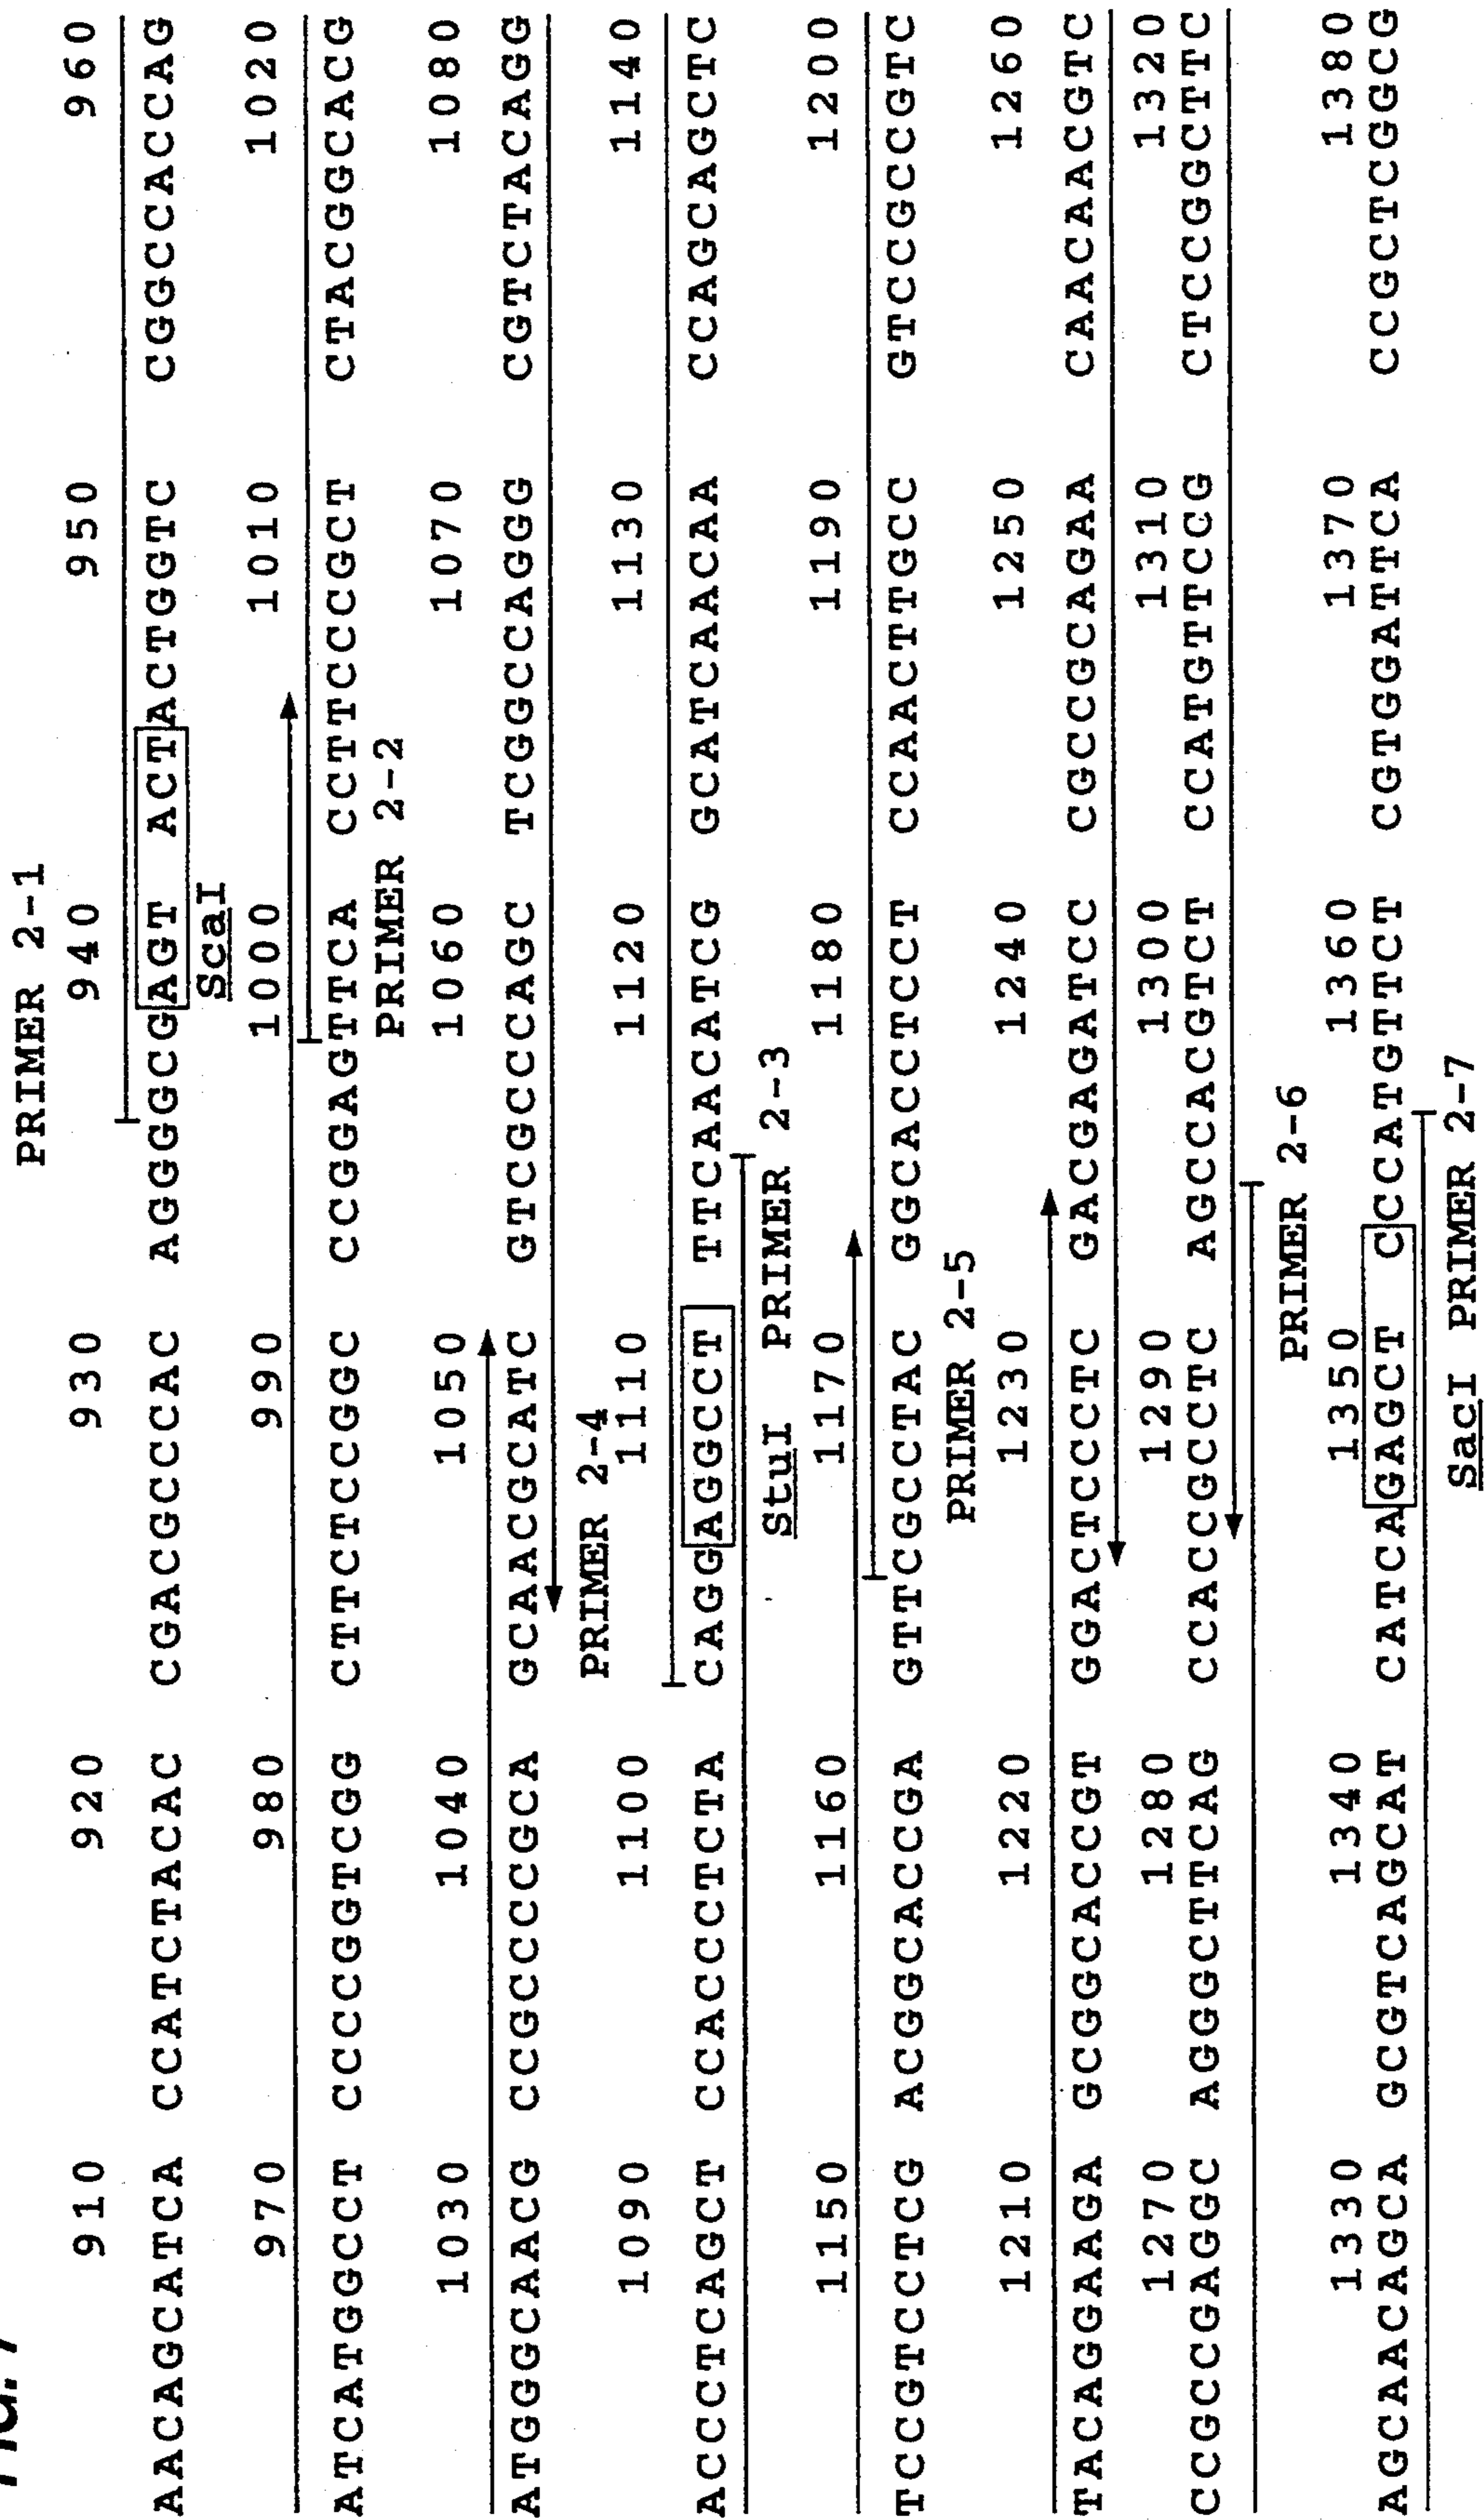 FIG. 7
PRIMER 2-1
910 920 930 940 950 960
AACAGCATCA CCATCTACAC CGACGCCCAC AGGGGCGAGT ACTACTGGTC CGGCCACCAG
ScaI
970 980 990 1000 1010 1020
ATCATGGCCT CCCCGGTCGG CTTCTCCGGC CCGGAGTTCA CCTTCCCGCT CTACGGCACG
PRIMER 2-2
1030 1040 1050 1060 1070 1080
ATGGGCAACG CCGCCCCGCA GCAACGCATC GTCGCCCAGC TCGGCCAGGG CGTCTACAGG
PRIMER 2-4
1090 1100 1110 1120 1130 1140
ACCCTCAGCT CCACCCTCTA CAGGAGGCCT TTCAACATCG GCATCAACAA CCAGCAGCTC
StuI PRIMER 2-3
1150 1160 1170 1180 1190 1200
TCCGTCCTCG ACGGCACCGA GTTCGCCTAC GGCACCTCCT CCAACTTGCC GTCCGCCGTC
PRIMER 2-5
1210 1220 1230 1240 1250 1260
TACAGGAAGA GCGGCACCGT GGACTCCCTC GACGAGATCC CGCCGCAGAA CAACAACGTC
1270 1280 1290 1300 1310 1320
CCGCCGAGGC AGGGCTTCAG CCACCGCCTC AGCCACGTCT CCATGTTCCG CTCCGGCTTC
PRIMER 2-6
1330 1340 1350 1360 1370 1380
AGCAACAGCA GCGTCAGCAT CATCAGAGCT CCCATGTTCT CGTGGATTCA CCGCTCGGCG
SacI PRIMER 2-7